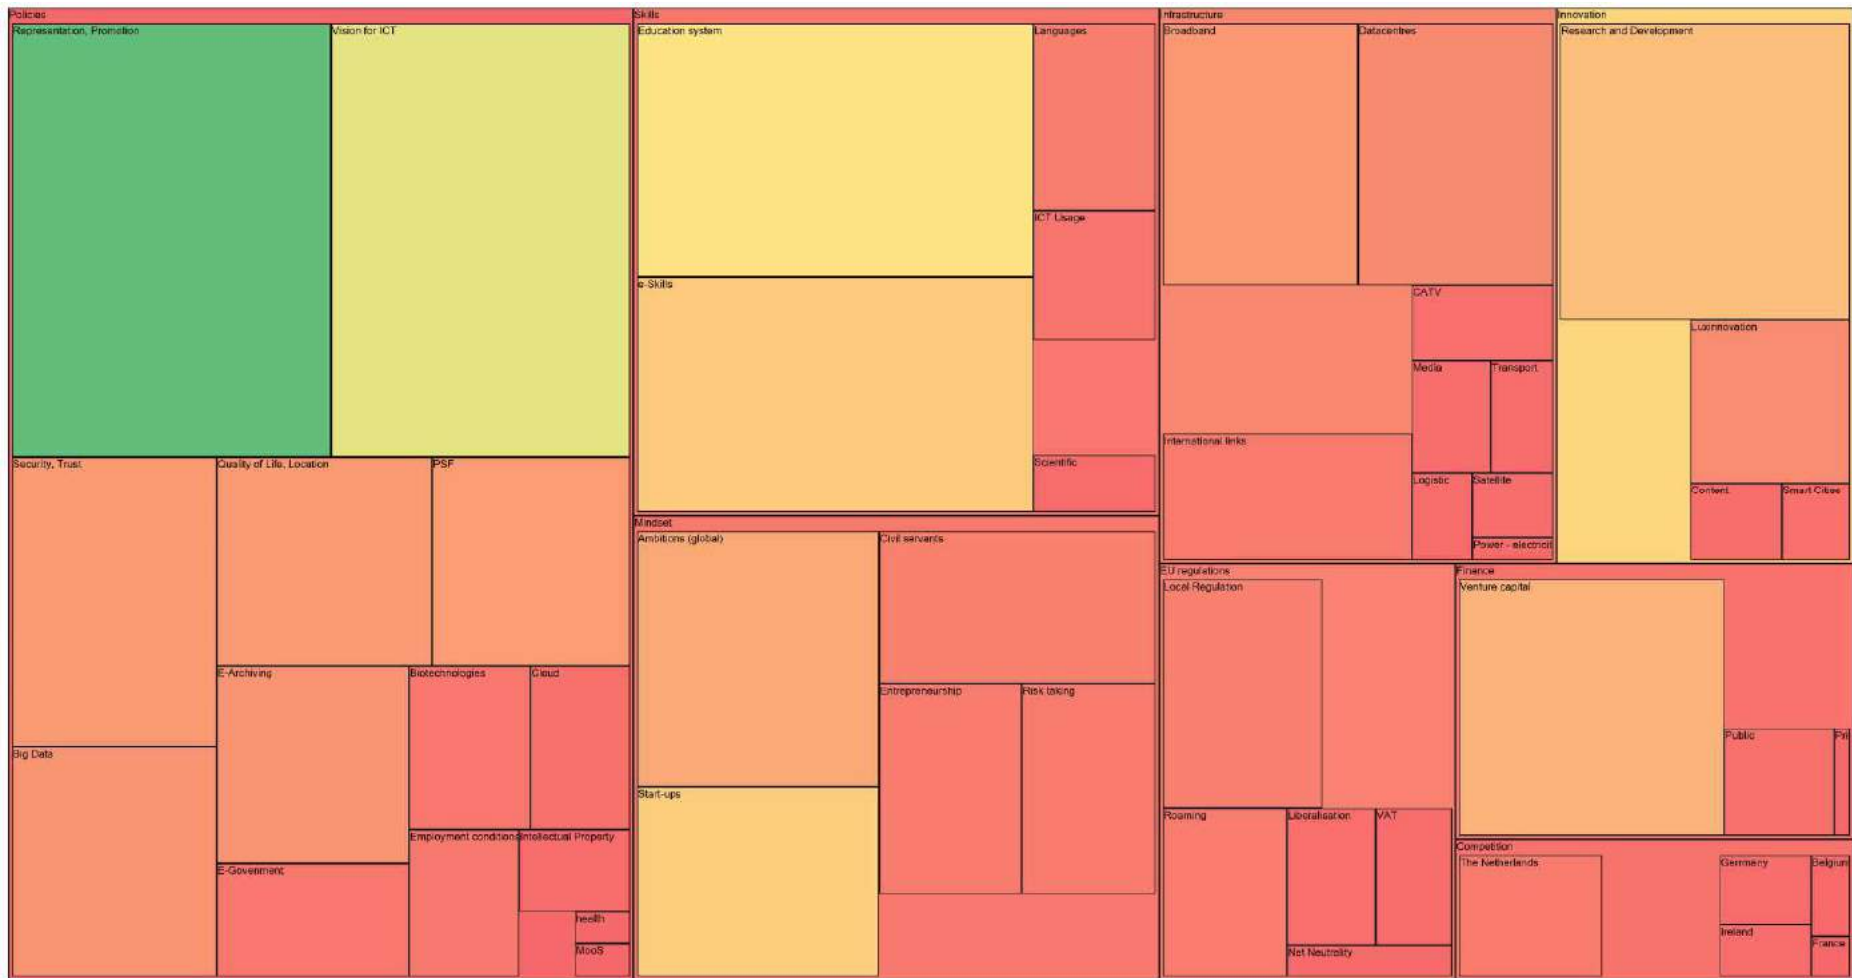 Policies
Representation, Promotion
Vision for ICT
Security, Trust
Quality of Life, Location
PSF
Big Data
E-Archiving
Biotechnologies
Cloud
Employment condition
Intellectual Property
E-Government
health
MooS
Skills
Education system
Languages
ICT Usage
e-Skills
Scientific
Mindset
Ambitions (global)
Civil servants
Entrepreneurship
Risk taking
Start-ups
Infrastructure
Broadband
Datacentres
CATV
Media
Transport
International links
Logistic
Satellite
Power - electricit
Innovation
Research and Development
Luxinnovation
Content
Smart Cities
EU regulations
Local Regulation
Roaming
Liberalisation
VAT
Net Neutrality
Finance
Venture capital
Public
Pri
Competition
The Netherlands
Germany
Belgium
Ireland
France